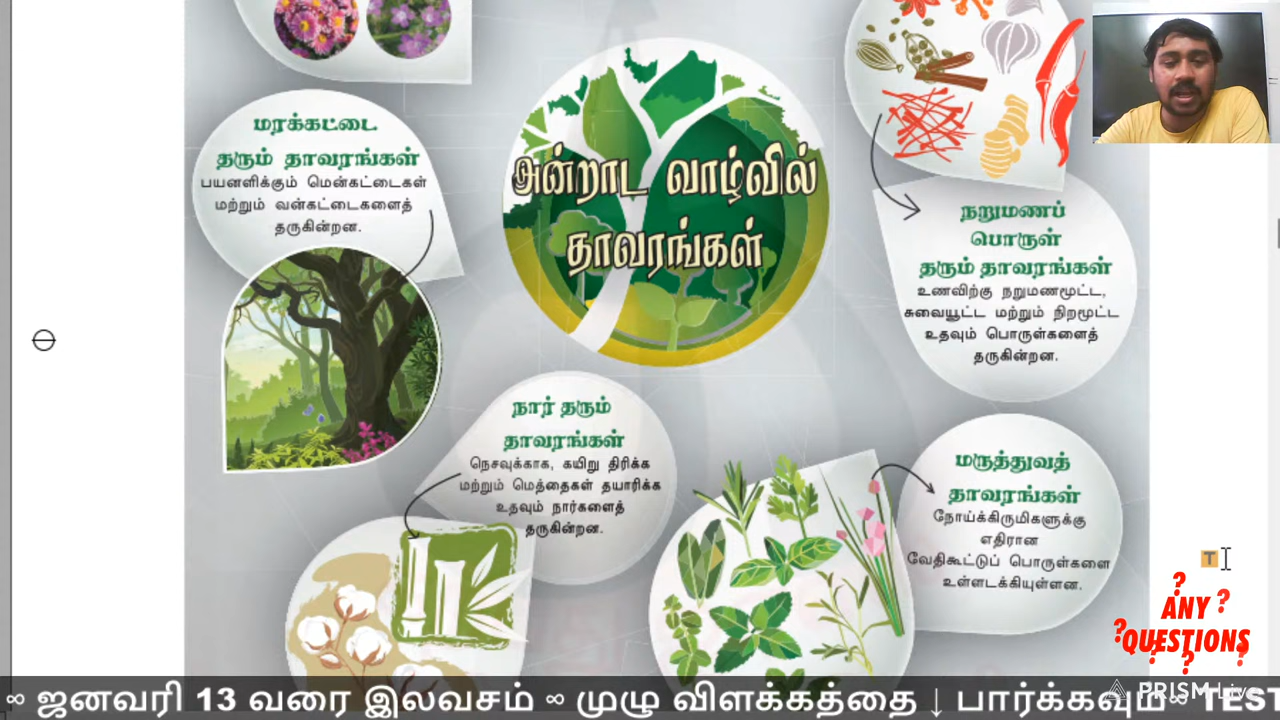 அன்றாட வாழ்வில்
தாவரங்கள்
மரக்கட்டை
தரும் தாவரங்கள்
பயனளிக்கும் மென்கட்டைகள்
மற்றும் வன்கட்டைகளைத்
தருகின்றன.
நறுமணப்
பொருள்
தரும் தாவரங்கள்
உணவிற்கு நறுமணமூட்ட,
சுவையூட்ட மற்றும் நிறமூட்ட
உதவும் பொருள்களைத்
தருகின்றன.
நார் தரும்
தாவரங்கள்
நெசவுக்காக, கயிறு திரிக்க
மற்றும் மெத்தைகள் தயாரிக்க
உதவும் நார்களைத்
தருகின்றன.
மருத்துவத்
தாவரங்கள்
நோய்க்கிருமிகளுக்கு
எதிரான
வேதிகூட்டுப் பொருள்களை
உள்ளடக்கியுள்ளன.
T
? ANY ?
?QUESTIONS
? ? ?
∞ ஜனவரி 13 வரை இலவசம் ∞ முழு விளக்கத்தை ↓ பார்க்கவும் ∞ TEST
PRISM Live